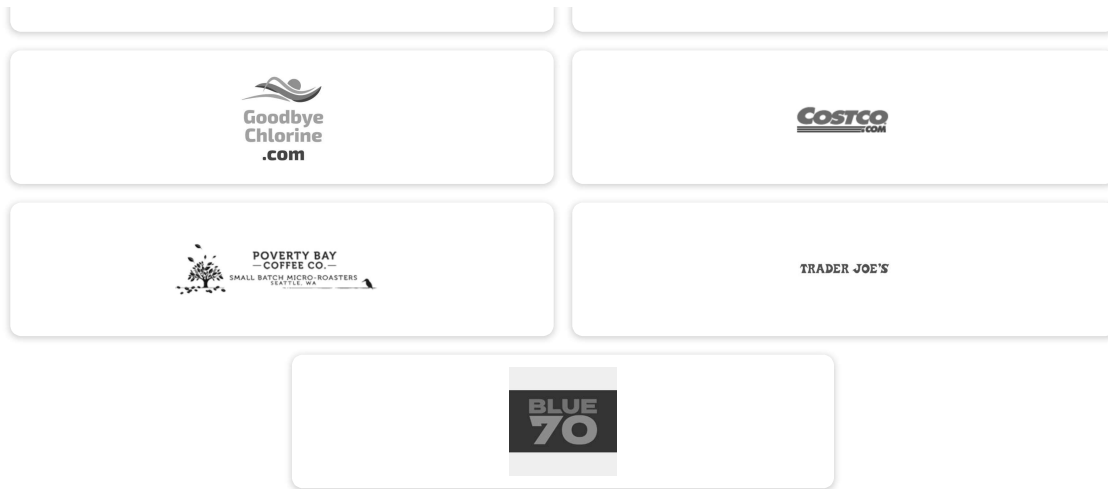 Goodbye
Chlorine
.com
COSTCO
.COM
POVERTY BAY
—COFFEE CO.—
SMALL BATCH MICRO-ROASTERS
SEATTLE, WA
TRADER JOE'S
BLUE
70